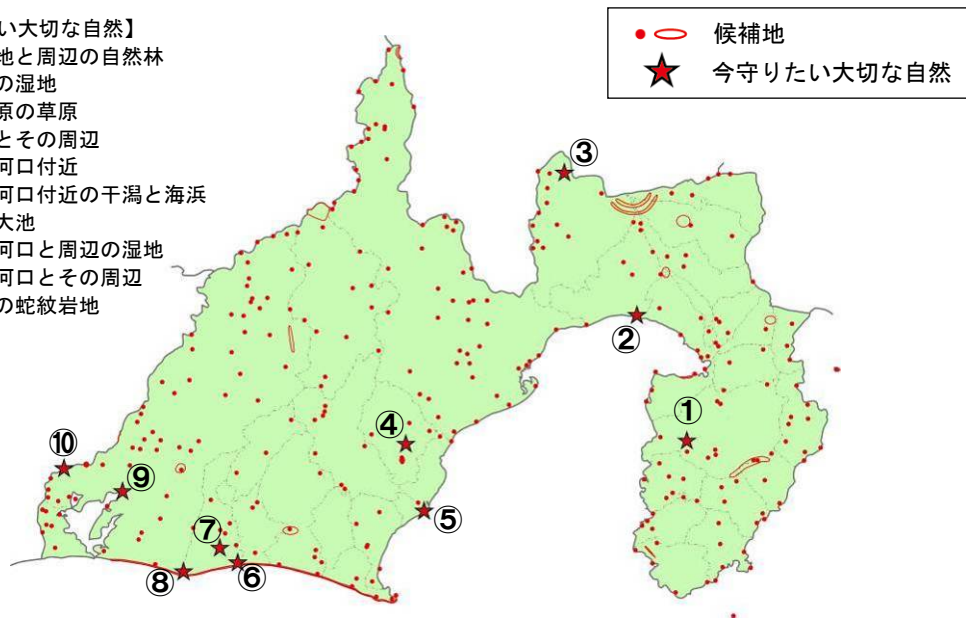 い大切な自然】
地と周辺の自然林
の湿地
原の草原
とその周辺
河口付近
河口付近の干潟と海浜
大池
河口と周辺の湿地
河口とその周辺
の蛇紋岩地
候補地
今守りたい大切な自然
③
②
①
④
⑩
⑨
⑤
⑦
⑧
⑥